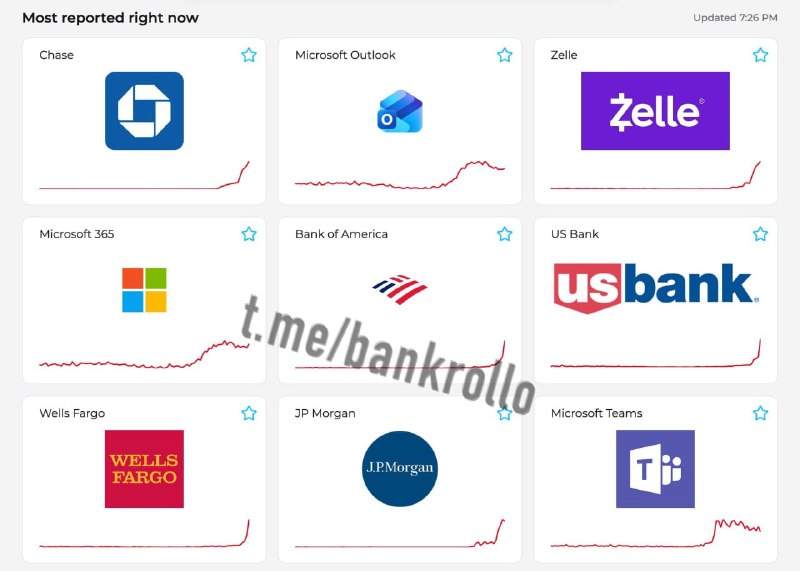 Most reported right now
Updated 7:26 PM
Chase
Microsoft Outlook
Zelle
O
Zelle®
Microsoft 365
Bank of America
US Bank
usbank®
t.me/bankrollo
Wells Fargo
JP Morgan
Microsoft Teams
WELLS
FARGO
J.P.Morgan
T